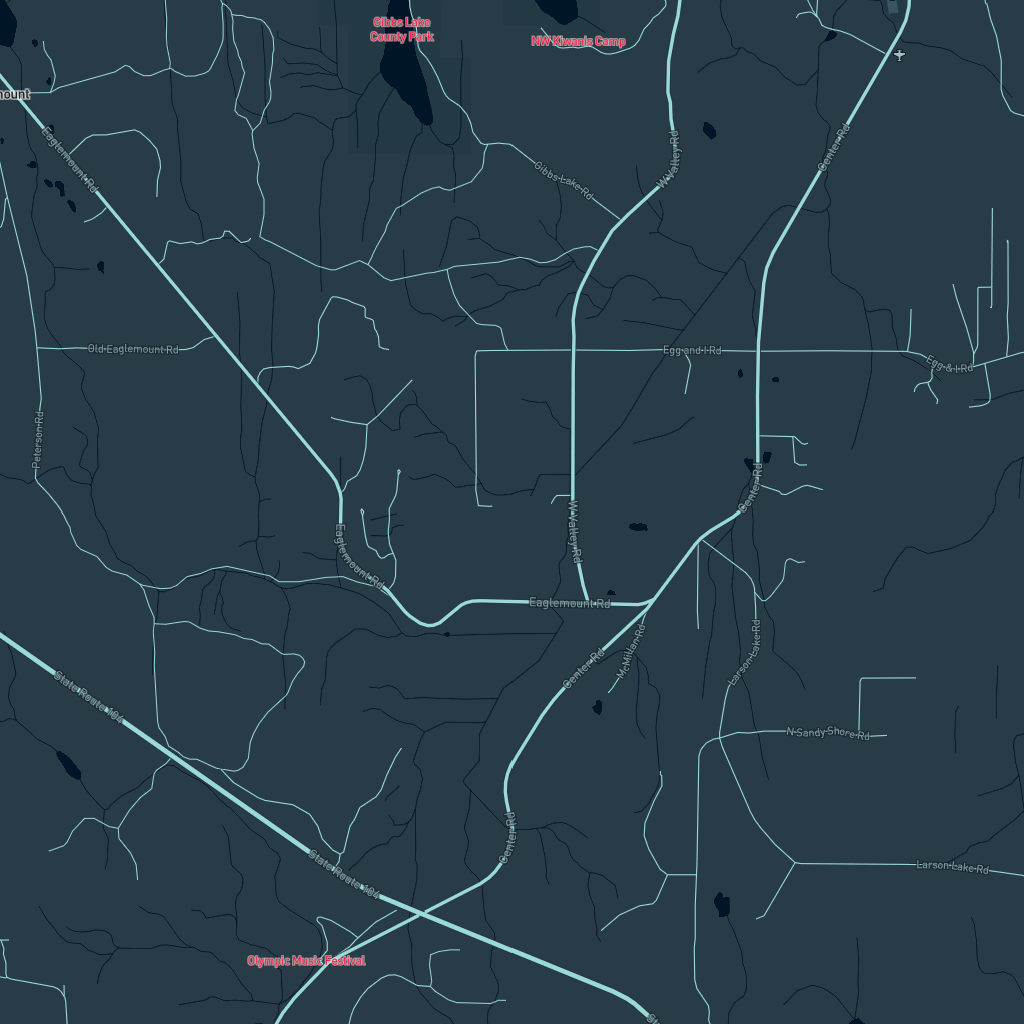 Gibbs Lake
County Park
NW Kiwanis Camp
mount
Eaglemount Rd
W Valley Rd
Center Rd
Gibbs Lake Rd
Old Eaglemount Rd
Egg and I Rd
Egg & I Rd
Peterson Rd
Center Rd
W Valley Rd
Eaglemount Rd
Eaglemount Rd
McMillan Rd
Larson Lake Rd
Center Rd
State Route 104
N Sandy Shore Rd
Center Rd
State Route 104
Larson Lake Rd
Olympic Music Festival
St